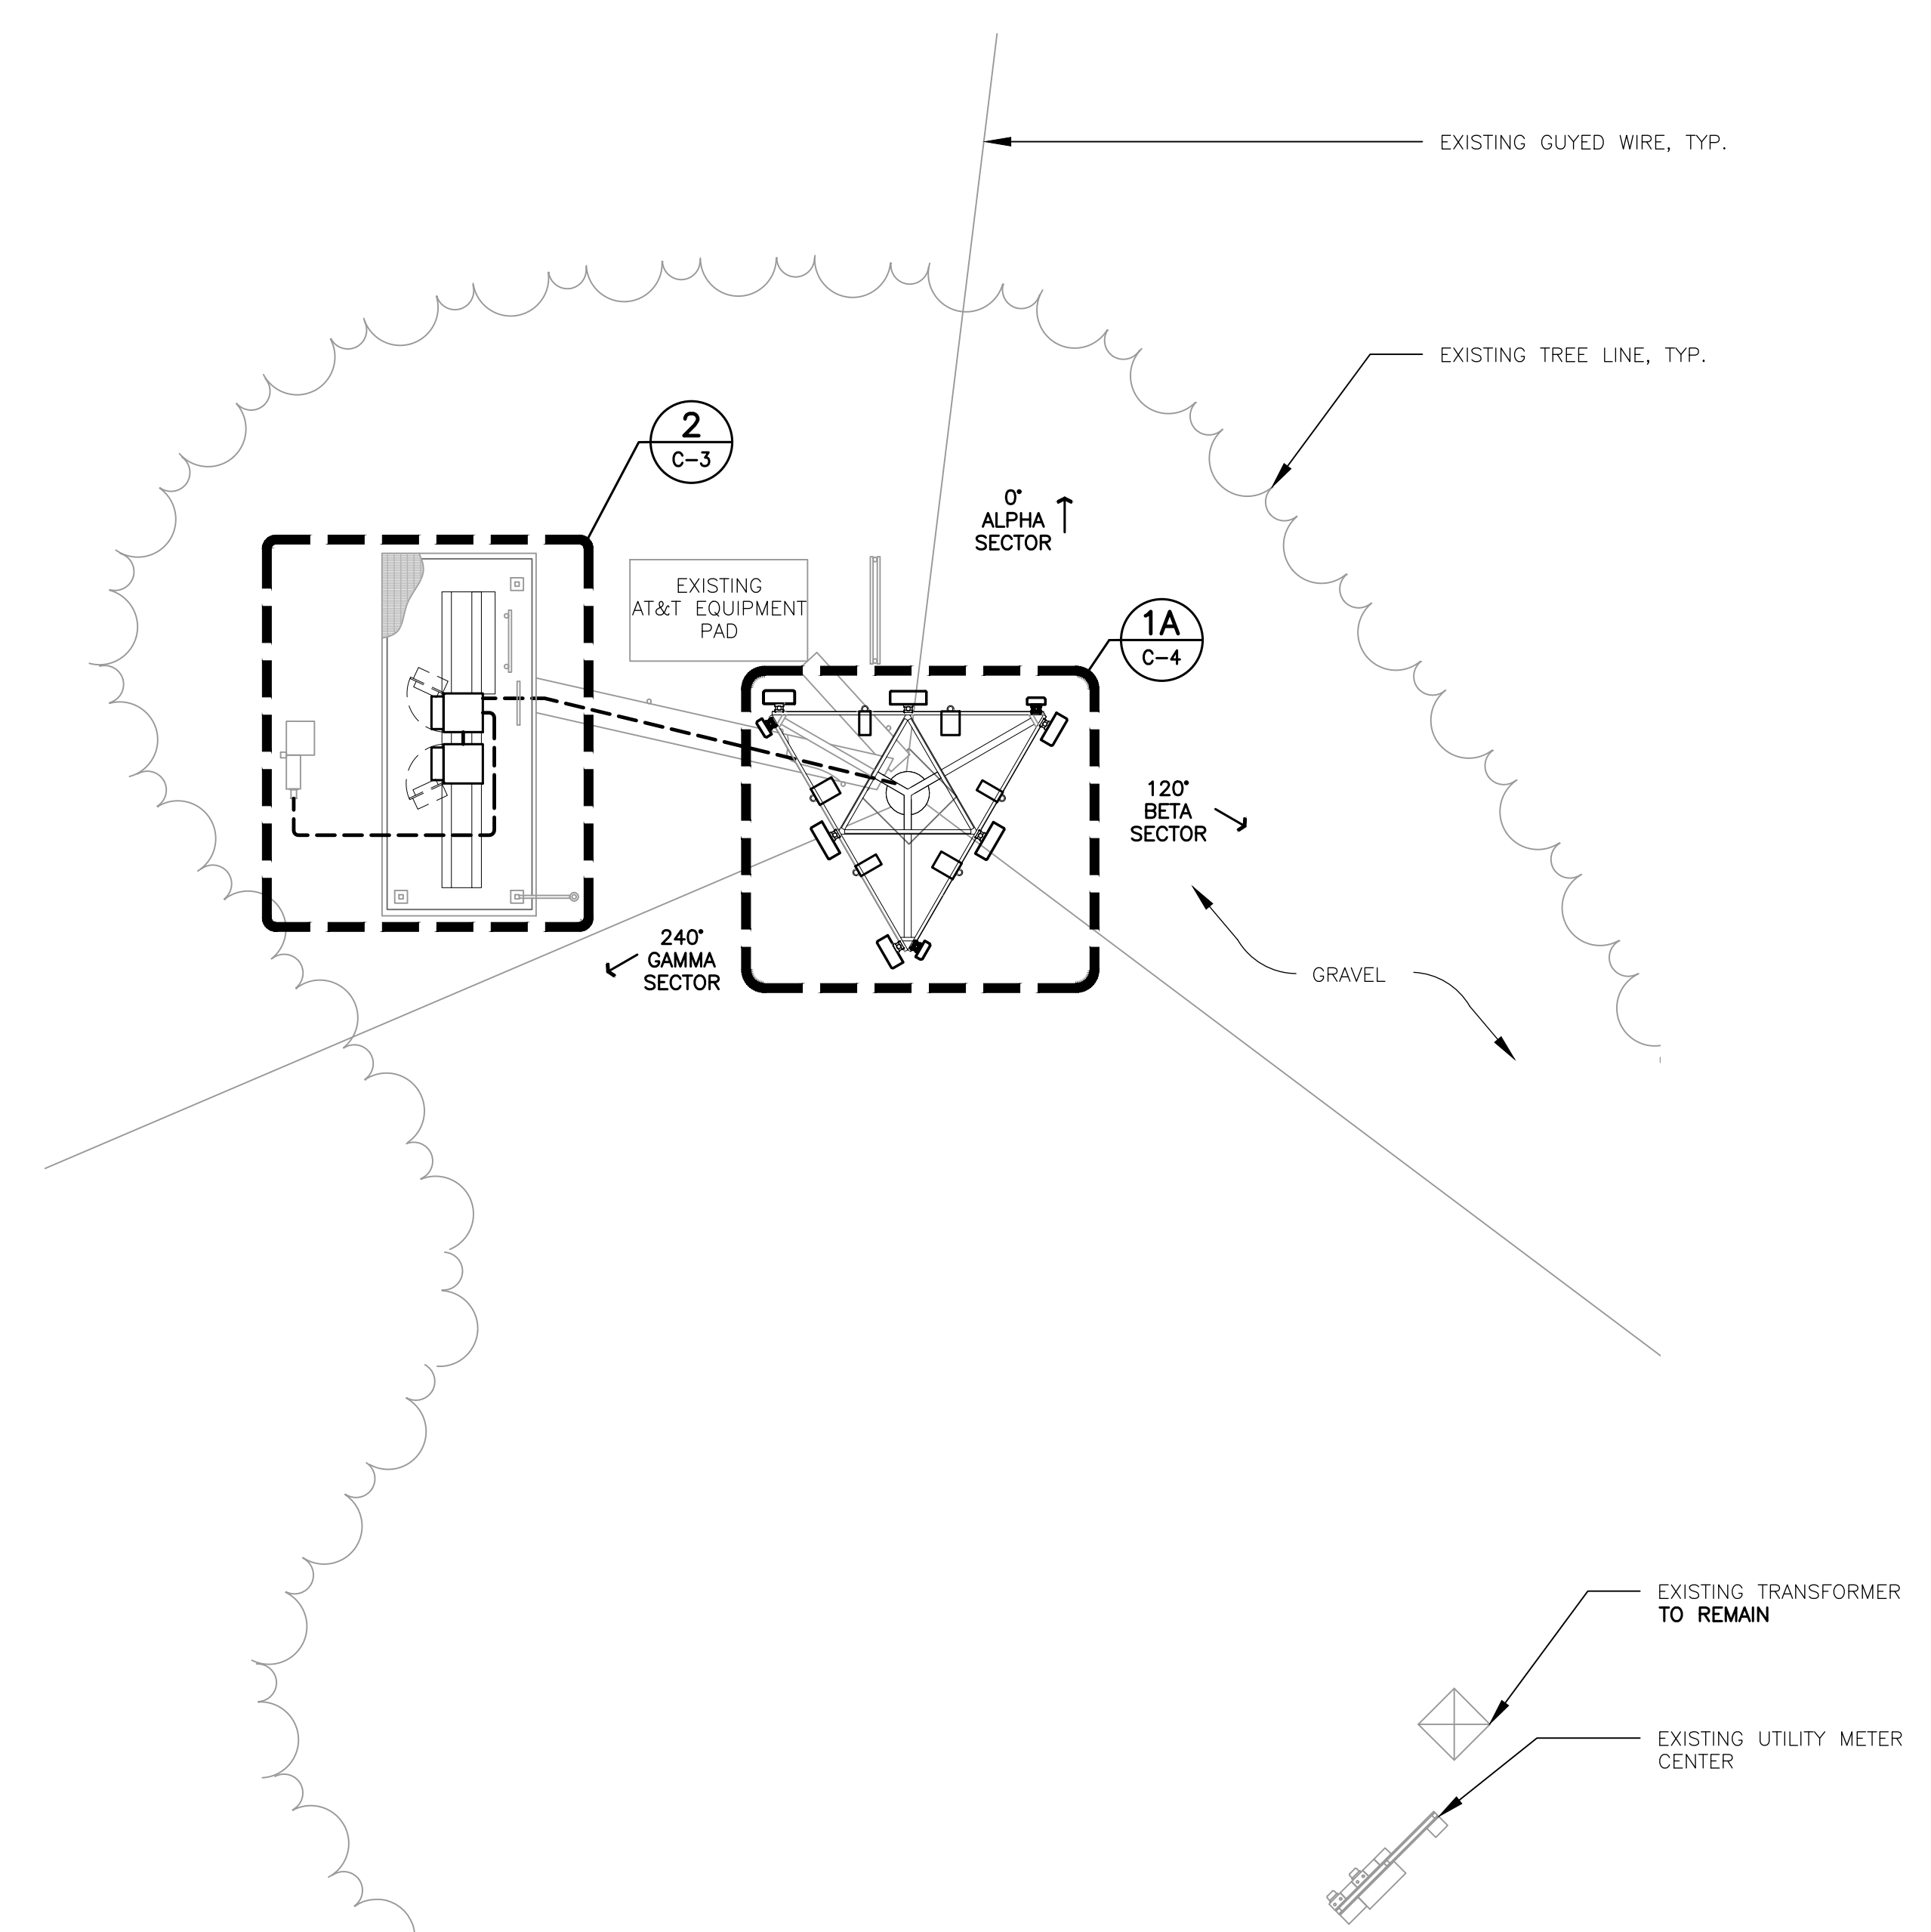 EXISTING GUYED WIRE, TYP.
EXISTING TREE LINE, TYP.
2
C-3
0°
ALPHA
SECTOR
EXISTING
AT&T EQUIPMENT
PAD
1A
C-4
120°
BETA
SECTOR
240°
GAMMA
SECTOR
GRAVEL
EXISTING TRANSFORMER
TO REMAIN
EXISTING UTILITY METER
CENTER